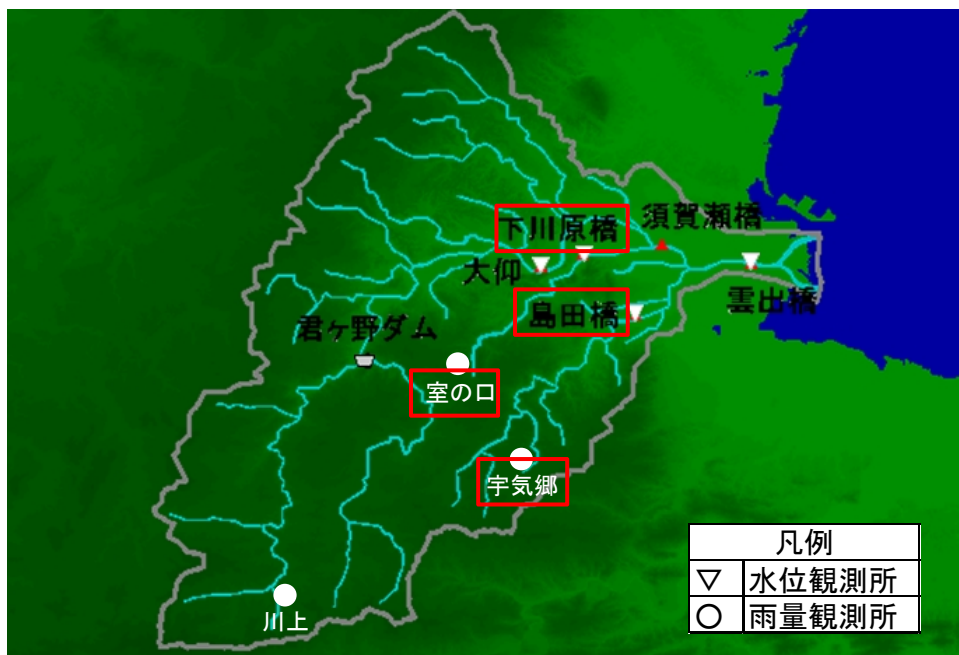 下川原橋
須賀瀬橋
大仰
島田橋
雲出橋
君ヶ野ダム
室の口
宇気郷
川上
凡例
▽ 水位観測所
○ 雨量観測所